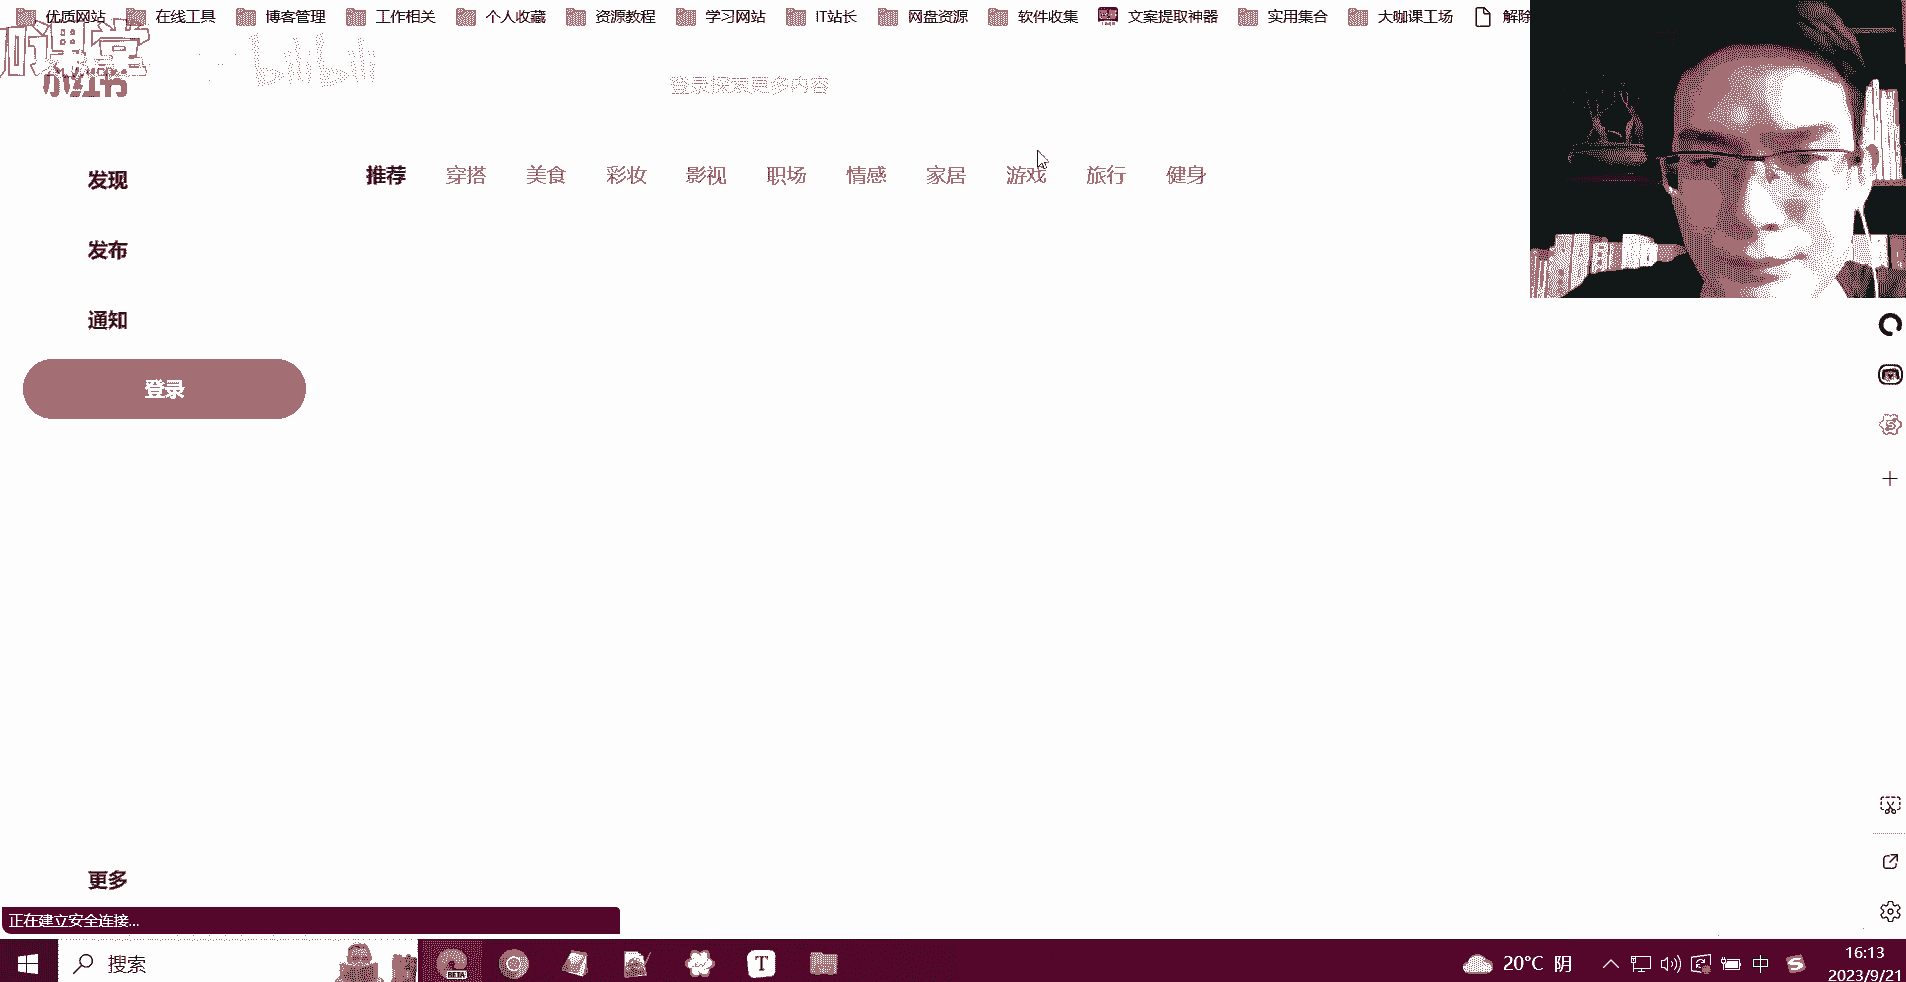 优质网站 在线工具 博客管理 工作相关 个人收藏 资源教程 学习网站 IT站长 网盘资源 软件收集 文案提取神器 实用集合 大咖课工场 解除
课堂
bilibili
小红书
登录探索更多内容
推荐 穿搭 美食 彩妆 影视 职场 情感 家居 游戏 旅行 健身
发现
发布
通知
登录
更多
正在建立安全连接...
搜索
BETA
T
20°C 阴
中
16:13
2023/9/21